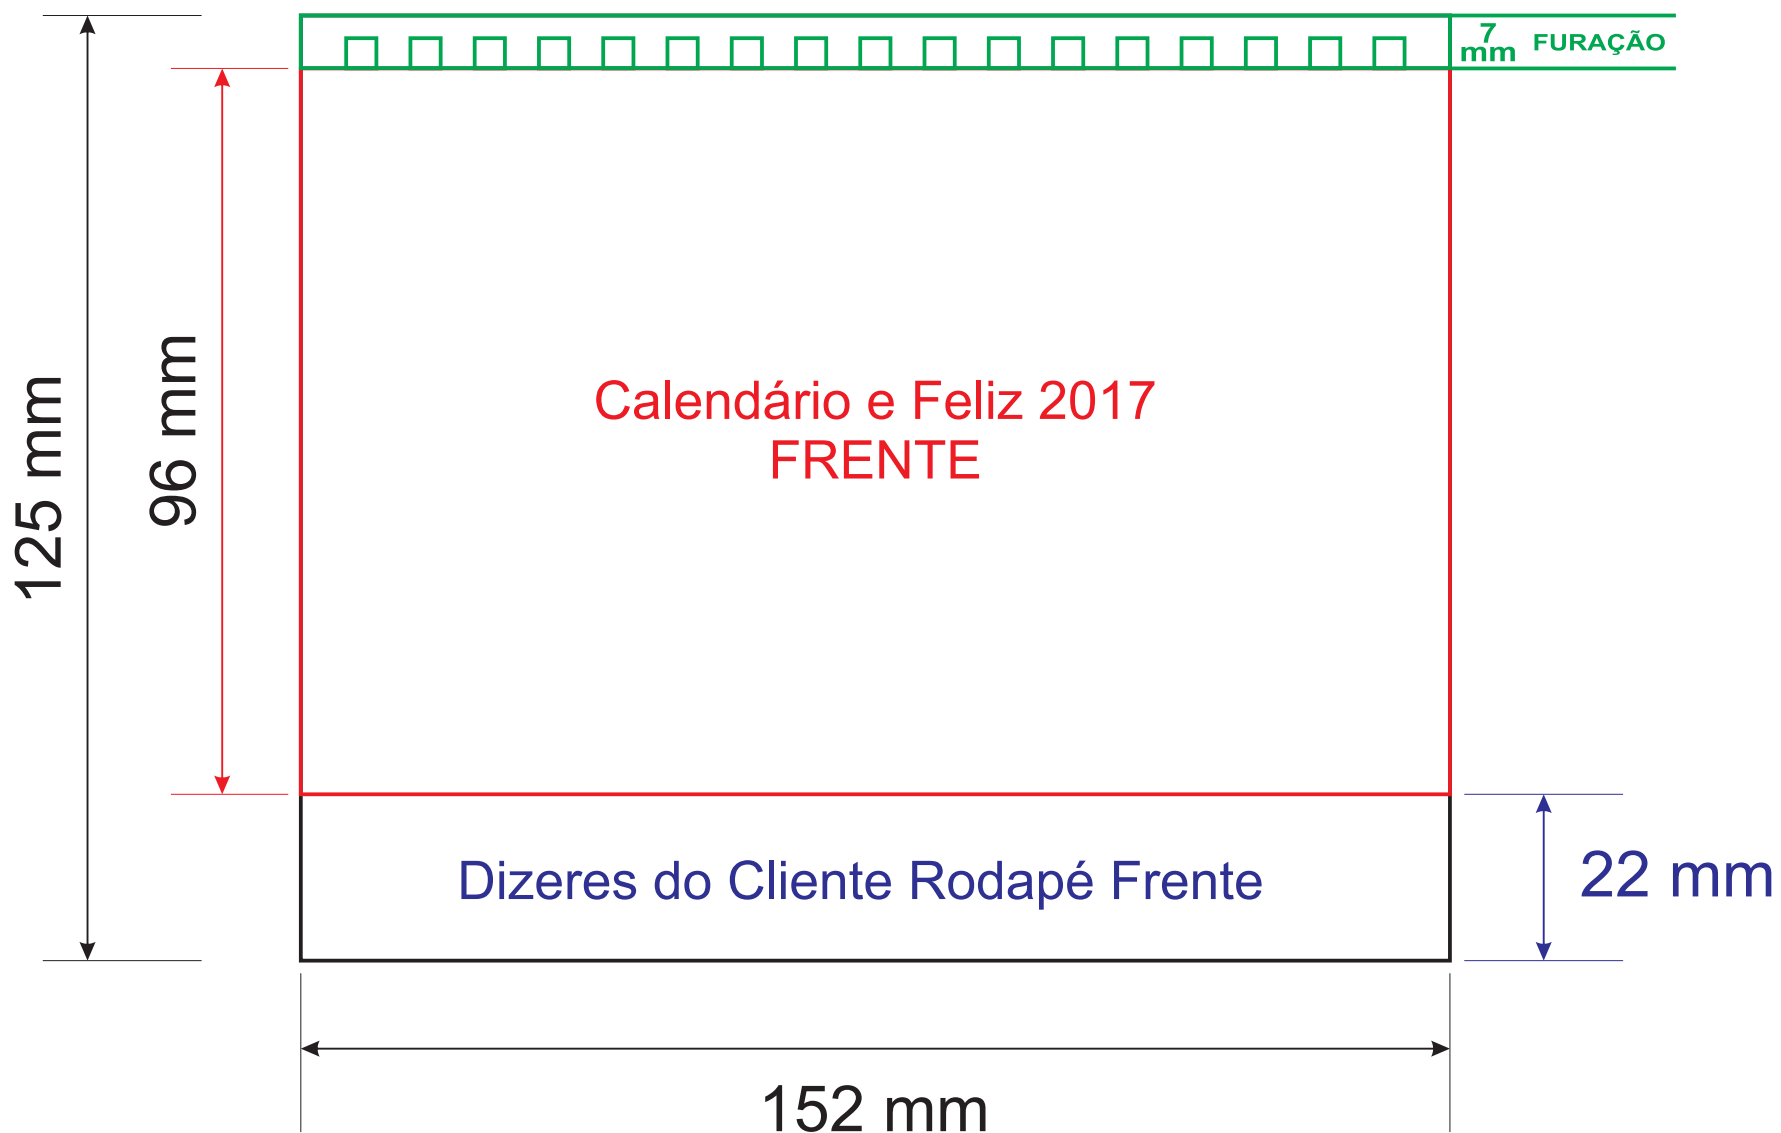 7
mm
FURAÇÃO
125 mm
96 mm
Calendário e Feliz 2017
FRENTE
Dizeres do Cliente Rodapé Frente
22 mm
152 mm